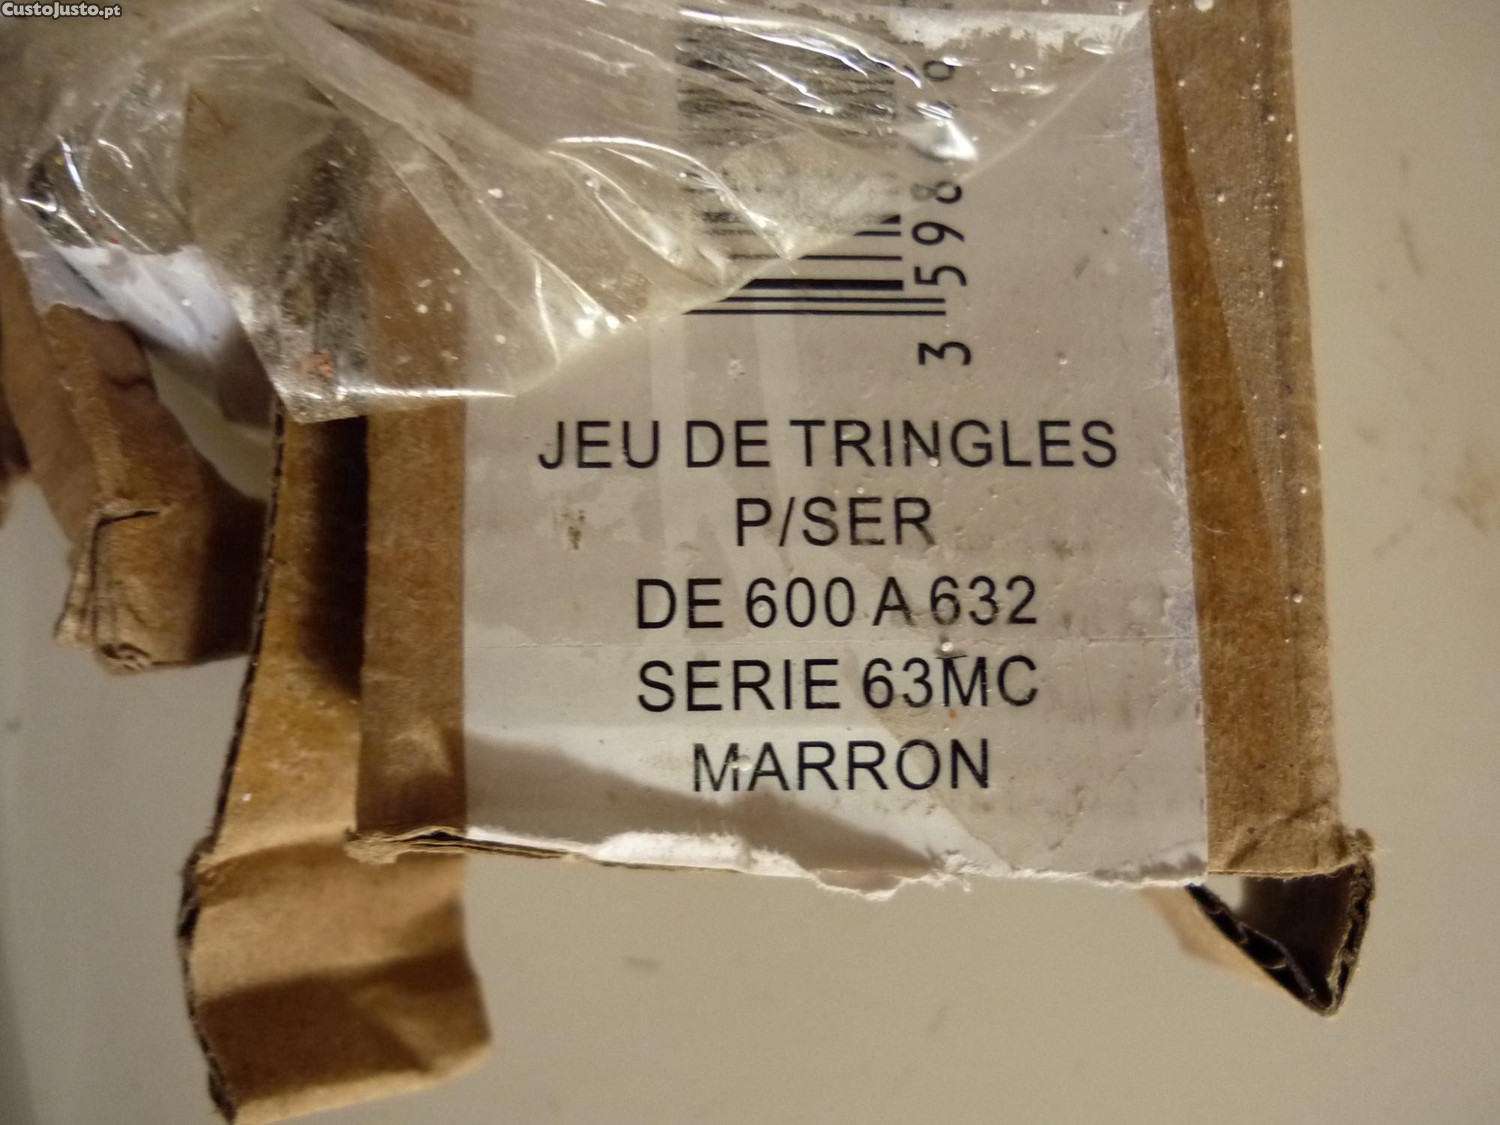 CustoJusto.pt
3 598
JEU DE TRINGLES
P/SER
DE 600 A 632
SERIE 63MC
MARRON